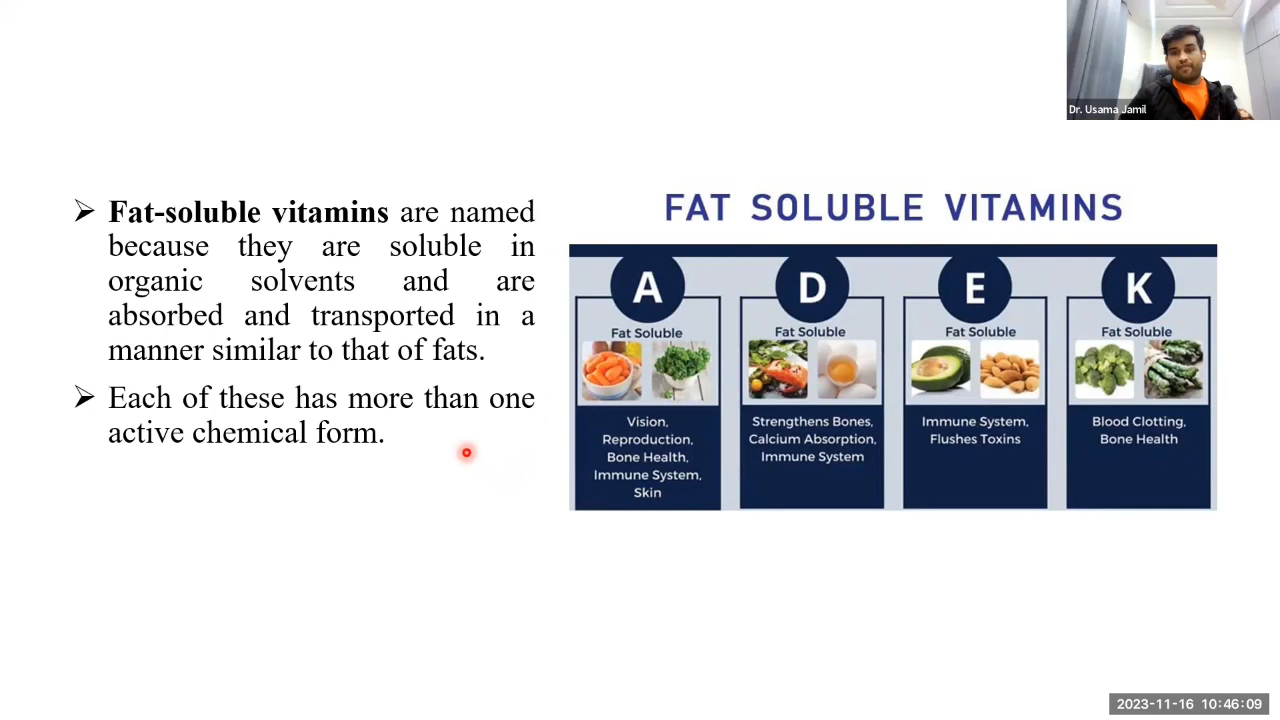 Dr. Usama Jamil
➢ Fat-soluble vitamins are named
because they are soluble in
organic solvents and are
absorbed and transported in a
manner similar to that of fats.
➢ Each of these has more than one
active chemical form.
FAT SOLUBLE VITAMINS
A
Fat Soluble
Vision,
Reproduction,
Bone Health,
Immune System,
Skin
D
Fat Soluble
Strengthens Bones,
Calcium Absorption,
Immune System
E
Fat Soluble
Immune System,
Flushes Toxins
K
Fat Soluble
Blood Clotting,
Bone Health
2023-11-16 10:46:09